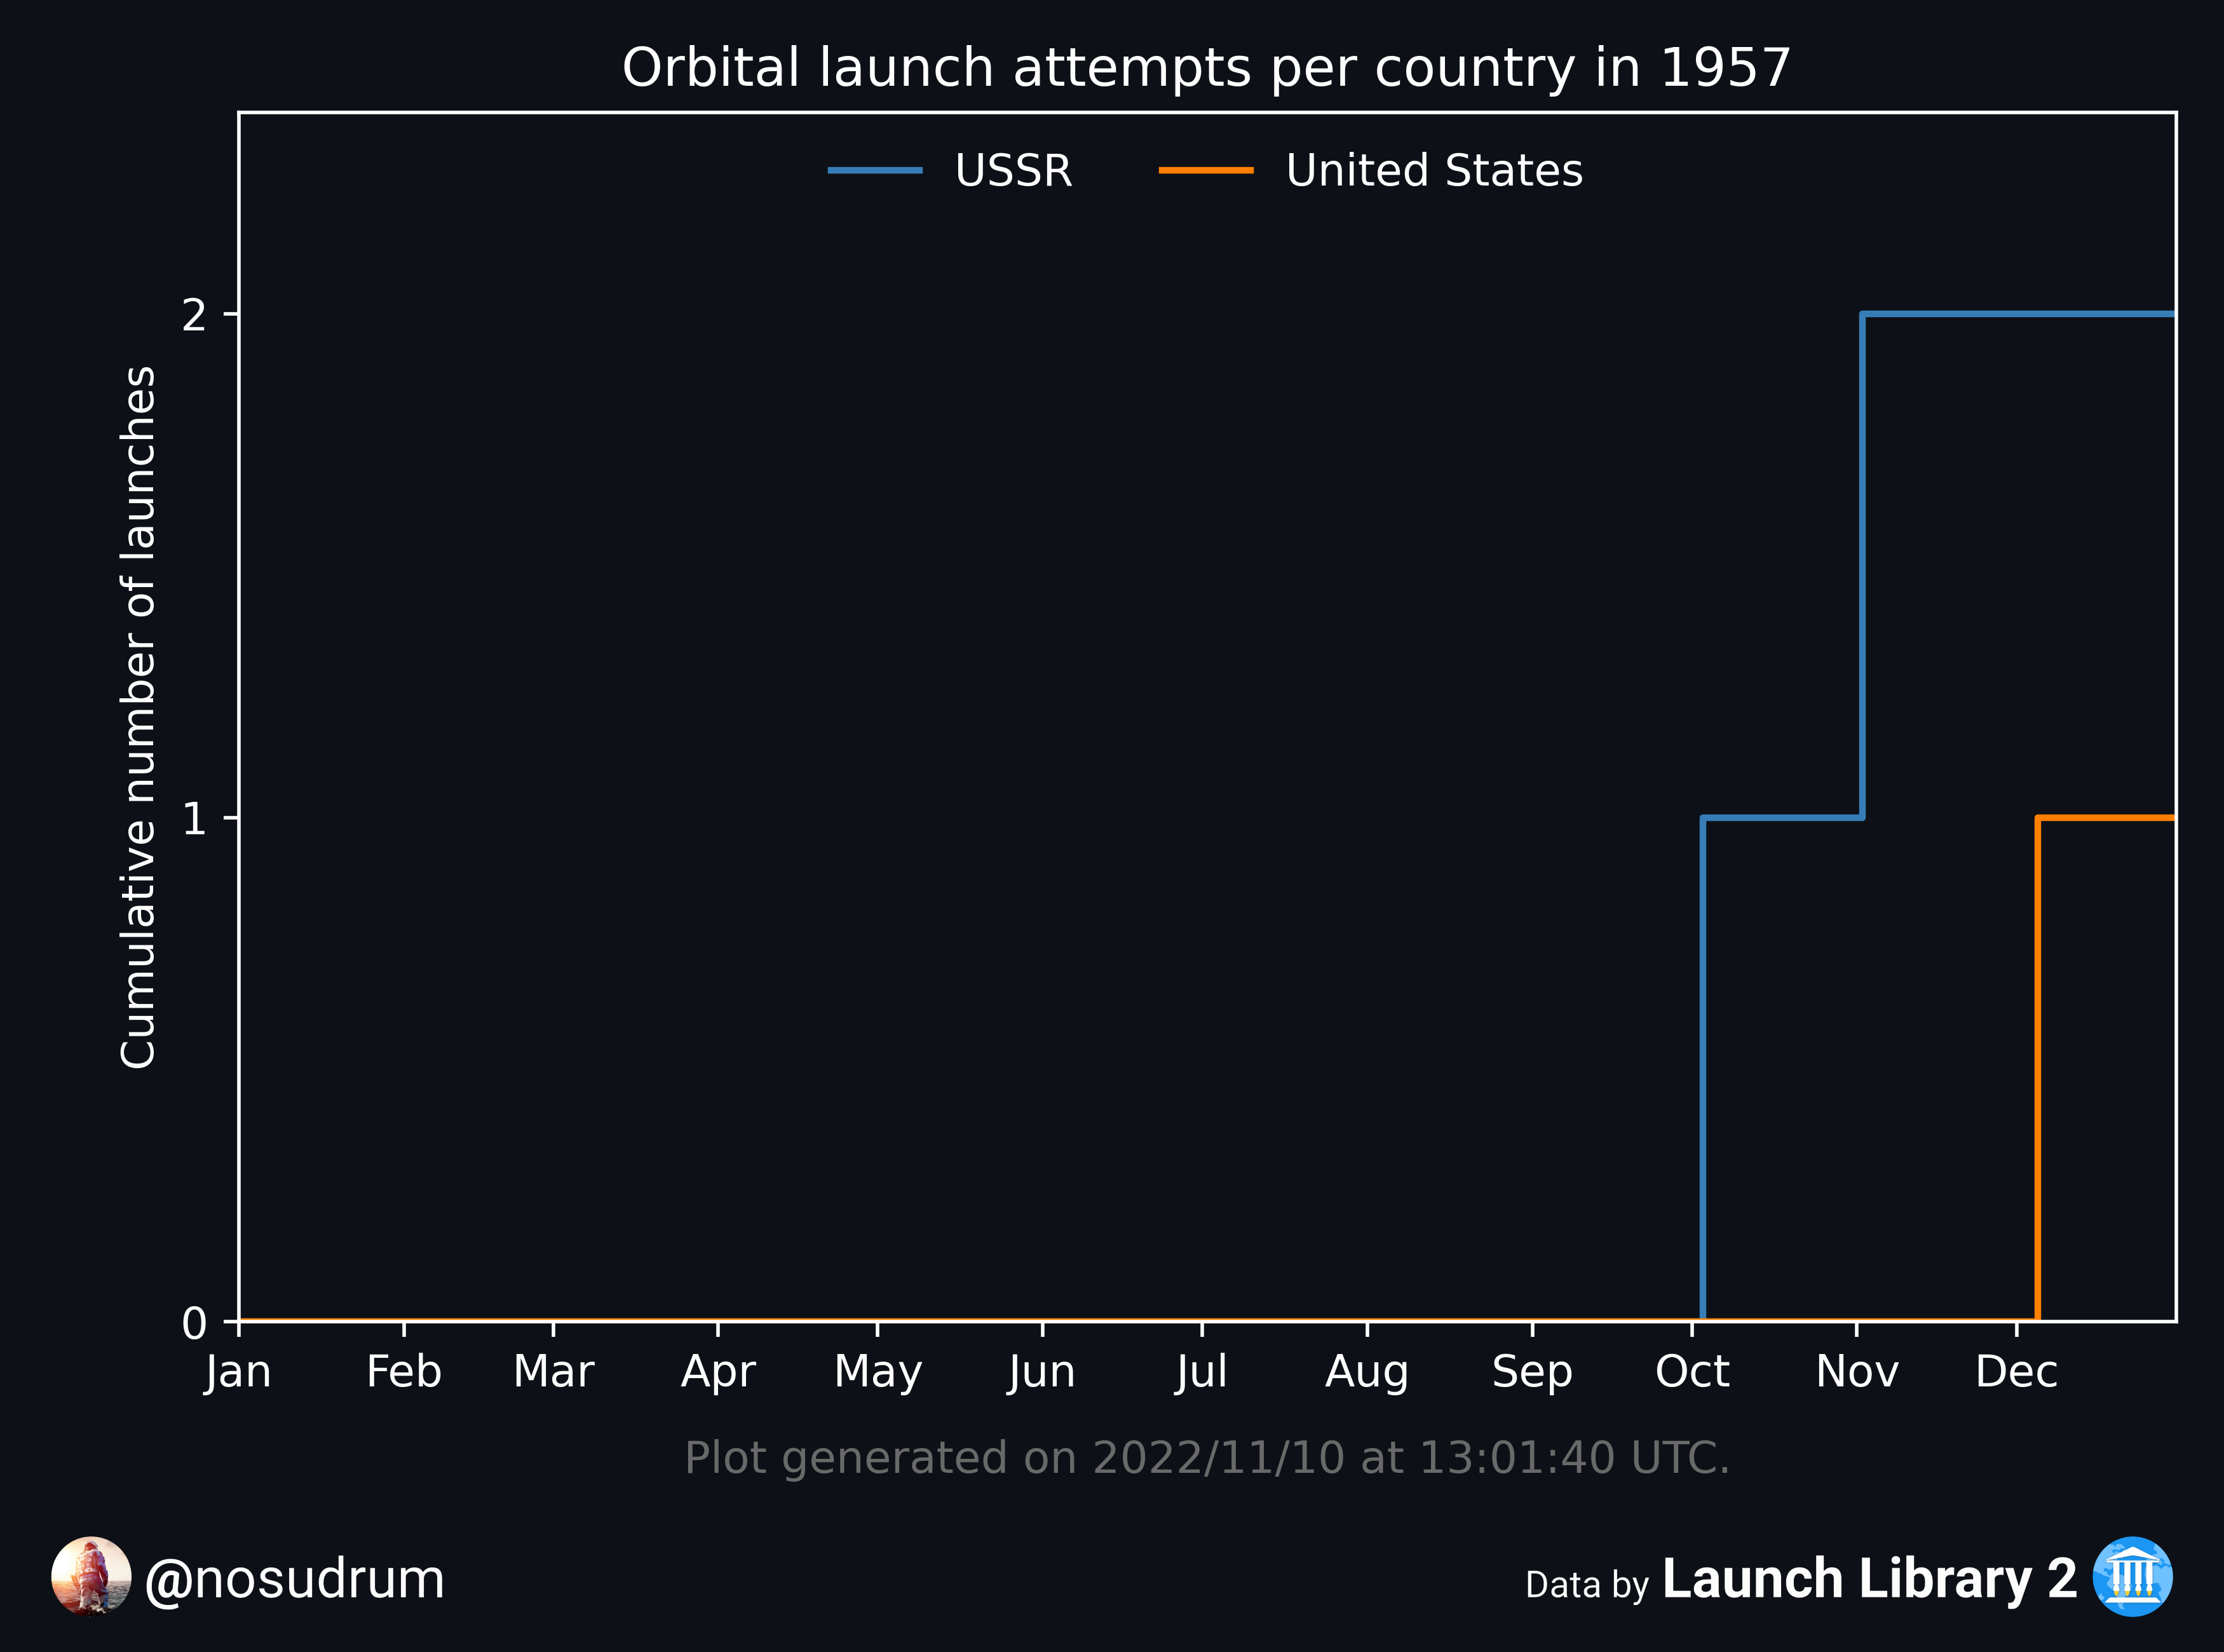 Orbital launch attempts per country in 1957
USSR
United States
Cumulative number of launches
2
1
0
Jan Feb Mar Apr May Jun Jul Aug Sep Oct Nov Dec
Plot generated on 2022/11/10 at 13:01:40 UTC.
@nosudrum
Data by Launch Library 2